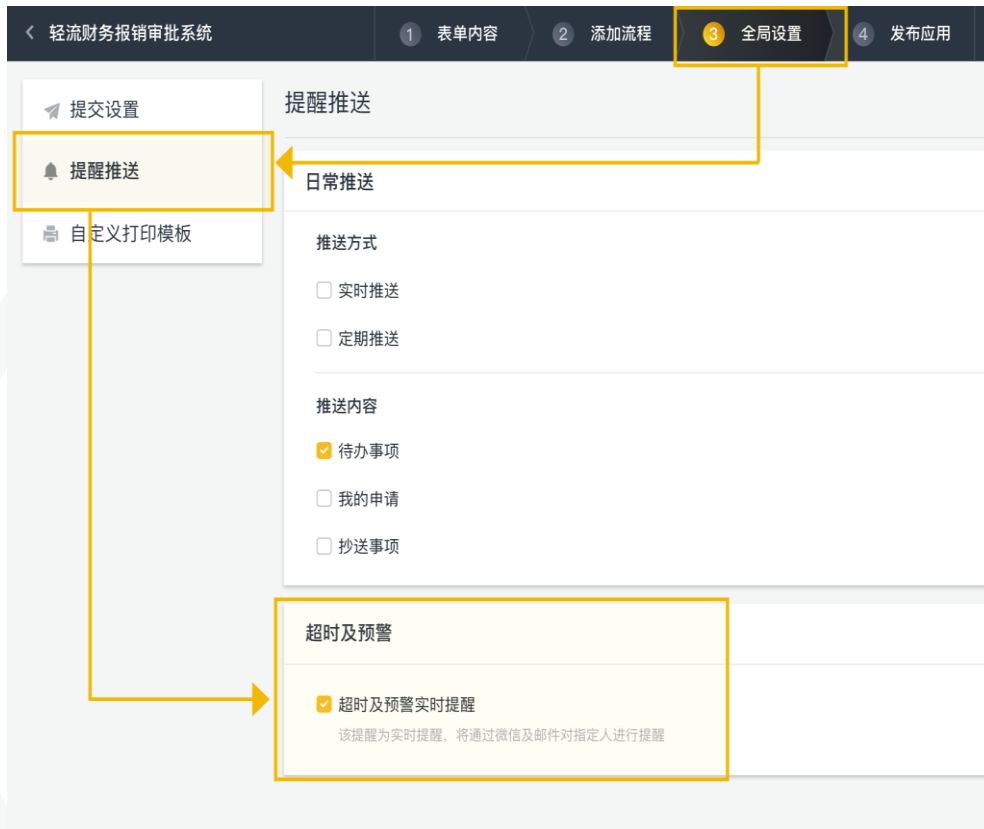 轻流财务报销审批系统
1 表单内容
2 添加流程
3 全局设置
4 发布应用
提交设置
提醒推送
自定义打印模板
提醒推送
日常推送
推送方式
实时推送
定期推送
推送内容
待办事项
我的申请
抄送事项
超时及预警
超时及预警实时提醒
该提醒为实时提醒，将通过微信及邮件对指定人进行提醒